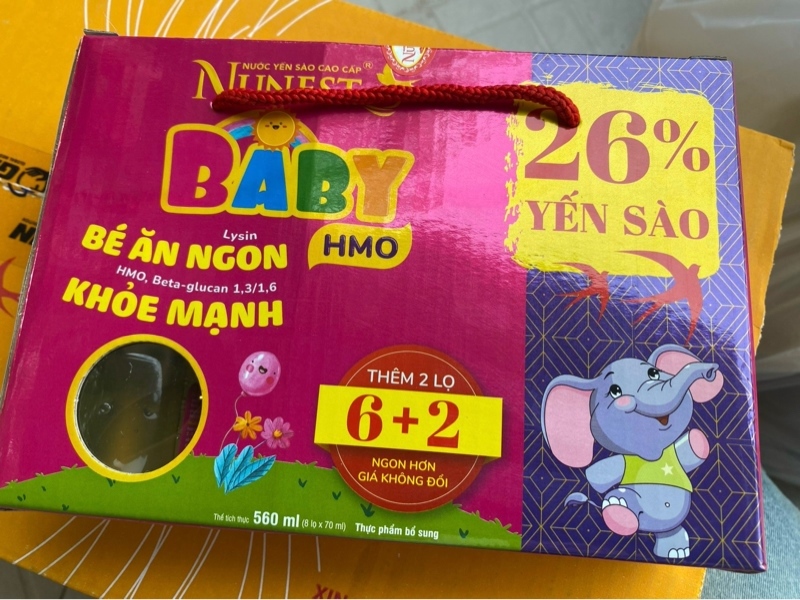 NƯỚC YẾN SÀO CAO CẤP®
NUNEST
BABY
HMO
Lysin
BÉ ĂN NGON
HMO, Beta-glucan 1,3/1,6
KHỎE MẠNH
26%
YẾN SÀO
THÊM 2 LỌ
6+2
NGON HƠN
GIÁ KHÔNG ĐỔI
Thể tích thực 560 ml (8 lọ x 70 ml) Thực phẩm bổ sung
XIN